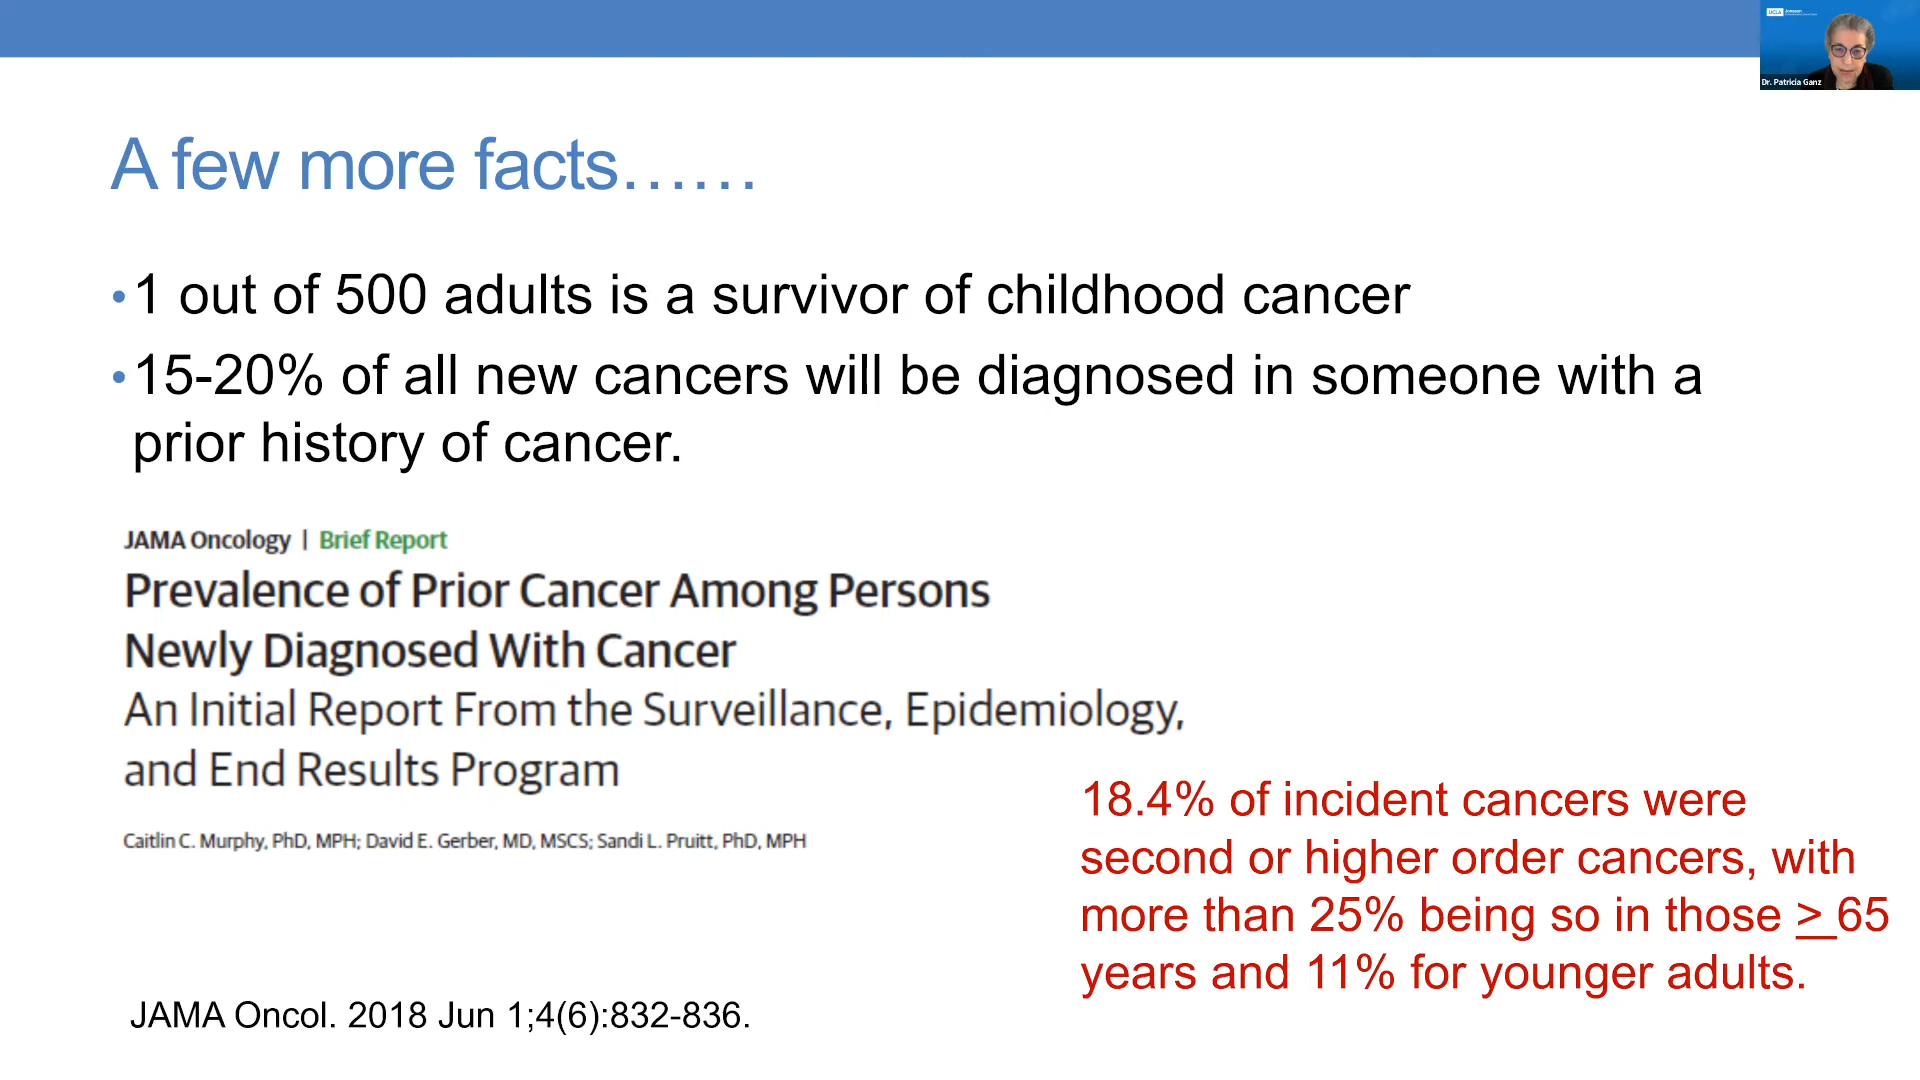 UCLA Jonsson
Dr. Patricia Ganz
A few more facts……
•1 out of 500 adults is a survivor of childhood cancer
•15-20% of all new cancers will be diagnosed in someone with a
prior history of cancer.
JAMA Oncology | Brief Report
Prevalence of Prior Cancer Among Persons
Newly Diagnosed With Cancer
An Initial Report From the Surveillance, Epidemiology,
and End Results Program
Caitlin C. Murphy, PhD, MPH; David E. Gerber, MD, MSCS; Sandi L. Pruitt, PhD, MPH
18.4% of incident cancers were
second or higher order cancers, with
more than 25% being so in those > 65
years and 11% for younger adults.
JAMA Oncol. 2018 Jun 1;4(6):832-836.